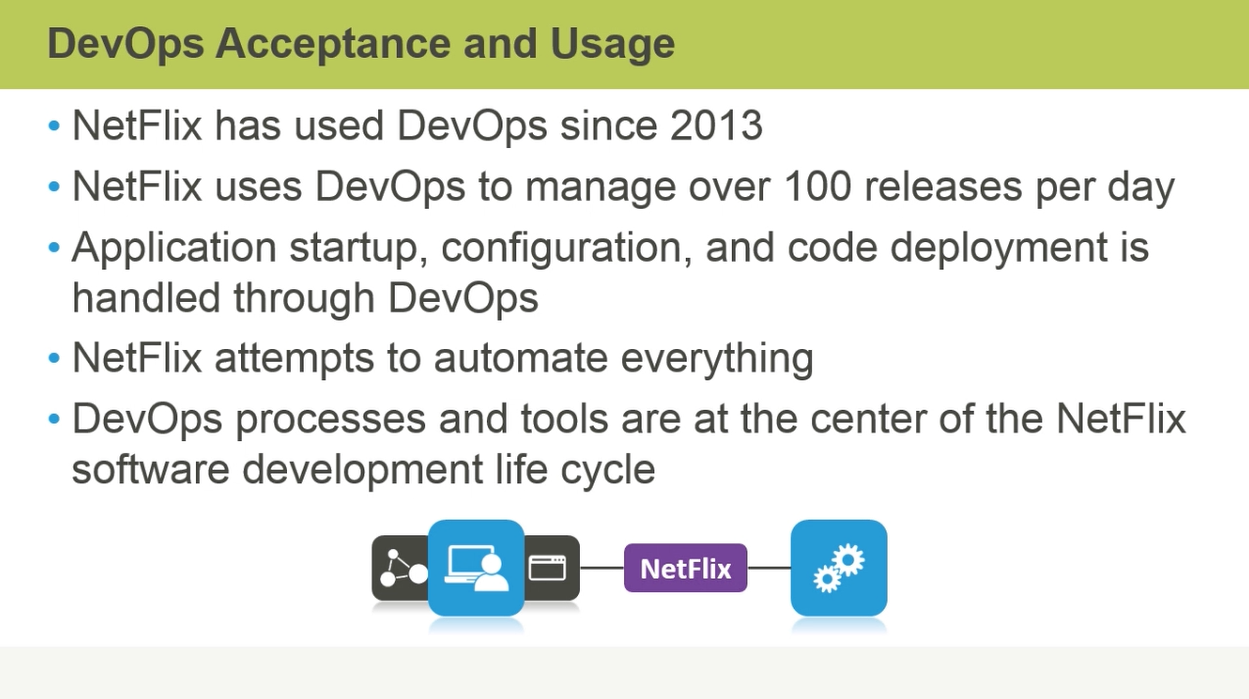 DevOps Acceptance and Usage
• NetFlix has used DevOps since 2013
• NetFlix uses DevOps to manage over 100 releases per day
• Application startup, configuration, and code deployment is
handled through DevOps
• NetFlix attempts to automate everything
• DevOps processes and tools are at the center of the NetFlix
software development life cycle
NetFlix